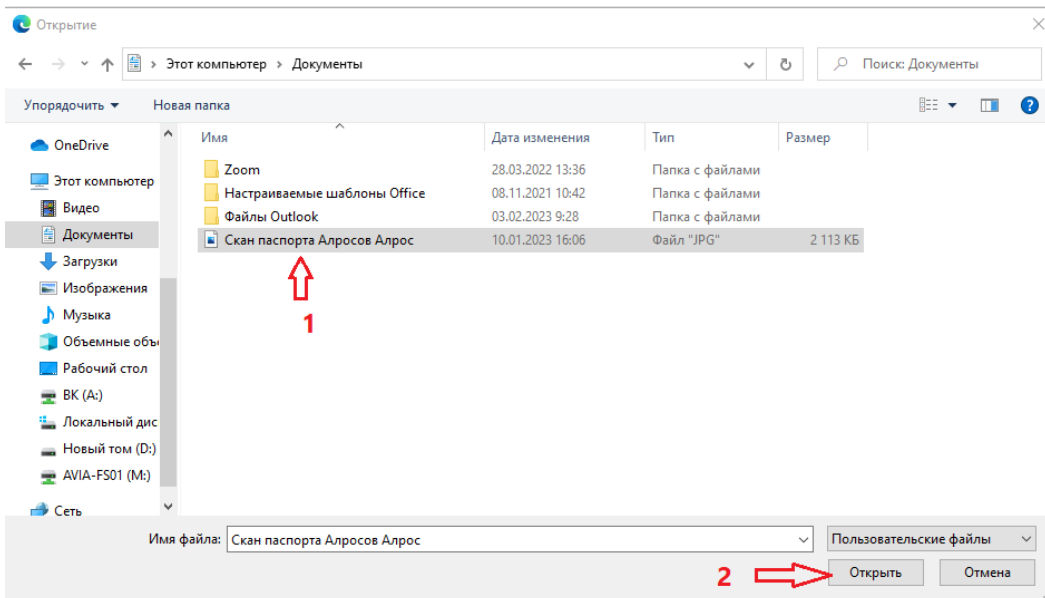 Открытие
Этот компьютер › Документы
Поиск: Документы
Упорядочить Новая папка
Имя Дата изменения Тип Размер
OneDrive
Этот компьютер
Видео
Документы
Загрузки
Изображения
Музыка
Объемные объ
Рабочий стол
ВК (A:)
Локальный дис
Новый том (D:)
AVIA-FS01 (M:)
Сеть
Zoom 28.03.2022 13:36 Папка с файлами
Настраиваемые шаблоны Office 08.11.2021 10:42 Папка с файлами
Файлы Outlook 03.02.2023 9:28 Папка с файлами
Скан паспорта Алросов Алрос 10.01.2023 16:06 Файл "JPG" 2 113 КБ
1
Имя файла: Скан паспорта Алросов Алрос Пользовательские файлы
2 Открыть Отмена